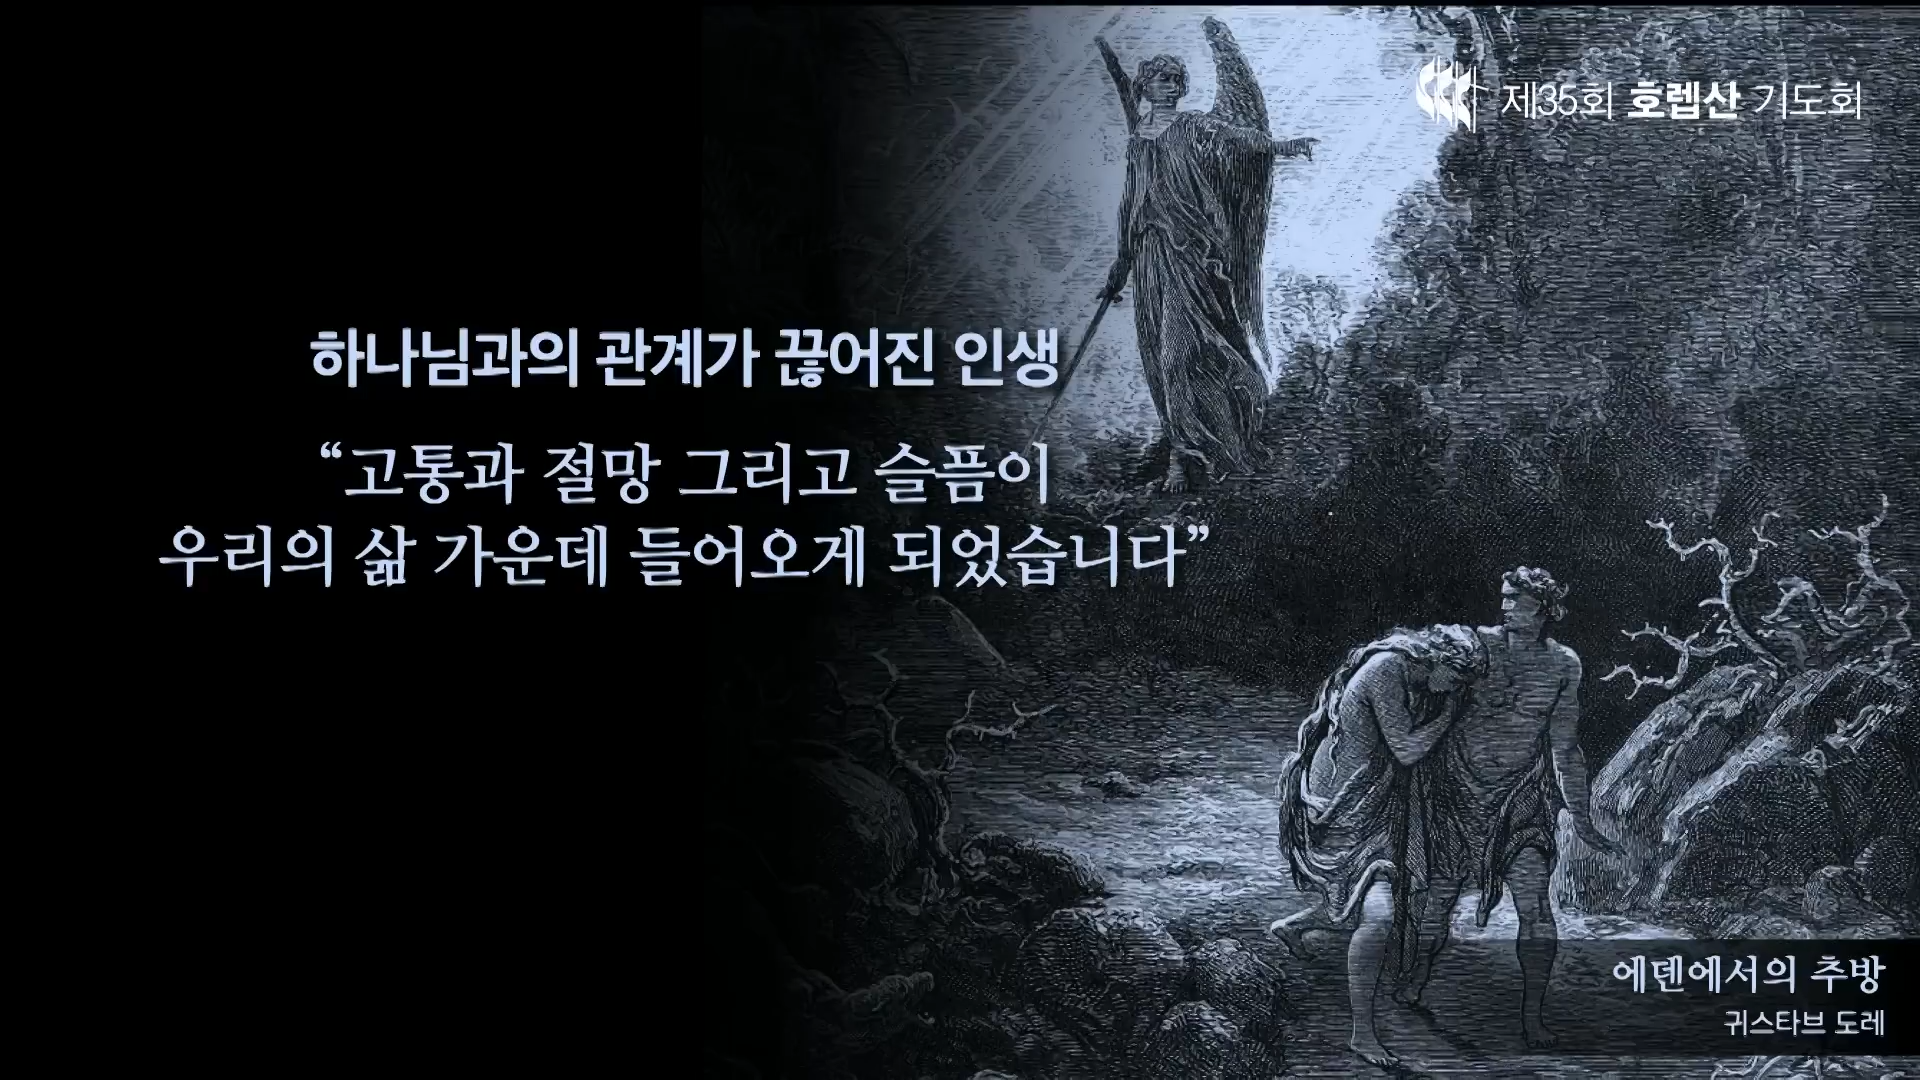 제35회 호렙산 기도회
하나님과의 관계가 끊어진 인생
“고통과 절망 그리고 슬픔이
우리의 삶 가운데 들어오게 되었습니다”
에덴에서의 추방
귀스타브 도레